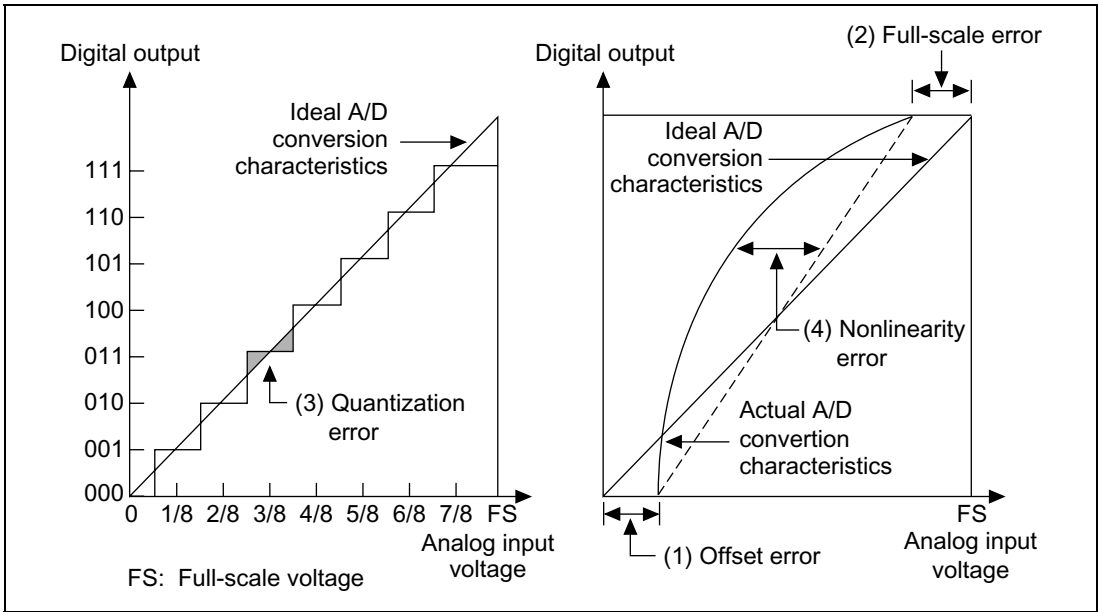 Digital output
Ideal A/D
conversion
characteristics
111
110
101
100
011
010
001
000
(3) Quantization
error
0
1/8
2/8
3/8
4/8
5/8
6/8
7/8
FS
Analog input
voltage
FS: Full-scale voltage
Digital output
(2) Full-scale error
Ideal A/D
conversion
characteristics
(4) Nonlinearity
error
Actual A/D
convertion
characteristics
FS
Analog input
voltage
(1) Offset error